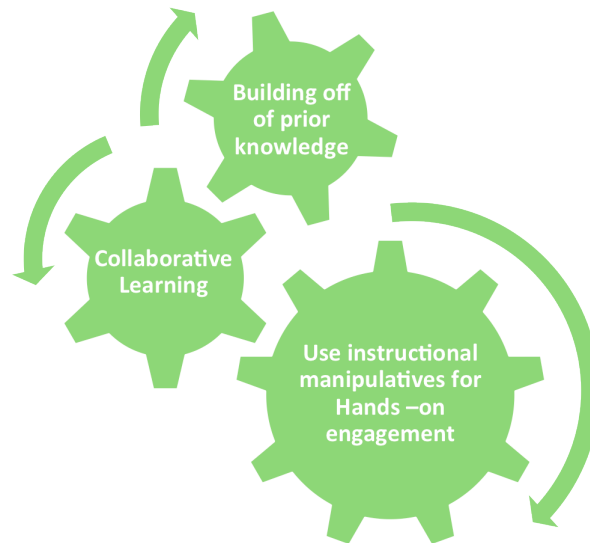 Building off
of prior
knowledge
Collaborative
Learning
Use instructional
manipulatives for
Hands –on
engagement